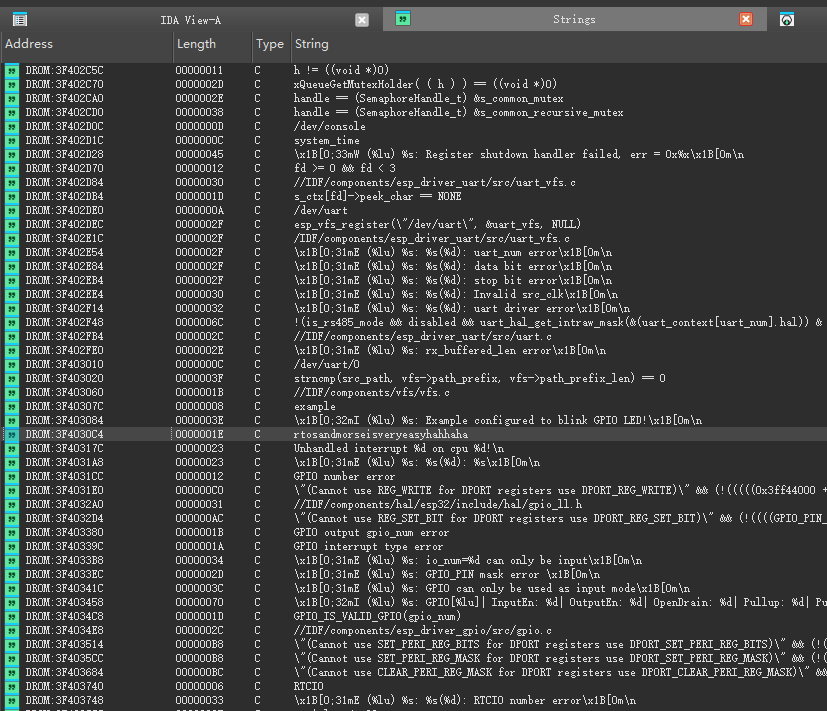 IDA View-A Strings
Address Length Type String
DROM:3F402C5C 00000011 C h != ((void *)0)
DROM:3F402C70 0000002D C xQueueGetMutexHolder( ( h ) ) == ((void *)0)
DROM:3F402CA0 0000002E C handle == (SemaphoreHandle_t) &s_common_mutex
DROM:3F402CD0 00000038 C handle == (SemaphoreHandle_t) &s_common_recursive_mutex
DROM:3F402D0C 0000000D C /dev/console
DROM:3F402D1C 0000000C C system_time
DROM:3F402D28 00000045 C \x1B[0;33mW (%lu) %s: Register shutdown handler failed, err = 0x%x\x1B[0m\n
DROM:3F402D70 00000012 C fd >= 0 && fd < 3
DROM:3F402D84 00000030 C //IDF/components/esp_driver_uart/src/uart_vfs.c
DROM:3F402DB4 0000001D C s_ctx[fd]->peek_char == NONE
DROM:3F402DE0 0000000A C /dev/uart
DROM:3F402DEC 0000002F C esp_vfs_register(\"/dev/uart\", &uart_vfs, NULL)
DROM:3F402E1C 0000002F C /IDF/components/esp_driver_uart/src/uart_vfs.c
DROM:3F402E54 0000002F C \x1B[0;31mE (%lu) %s: %s(%d): uart_num error\x1B[0m\n
DROM:3F402E84 0000002F C \x1B[0;31mE (%lu) %s: %s(%d): data bit error\x1B[0m\n
DROM:3F402EB4 0000002F C \x1B[0;31mE (%lu) %s: %s(%d): stop bit error\x1B[0m\n
DROM:3F402EE4 00000030 C \x1B[0;31mE (%lu) %s: %s(%d): Invalid src_clk\x1B[0m\n
DROM:3F402F14 00000032 C \x1B[0;31mE (%lu) %s: %s(%d): uart driver error\x1B[0m\n
DROM:3F402F48 0000006C C !(is_rs485_mode && disabled && uart_hal_get_intraw_mask(&(uart_context[uart_num].hal)) &
DROM:3F402FB4 0000002C C //IDF/components/esp_driver_uart/src/uart.c
DROM:3F402FE0 0000002E C \x1B[0;31mE (%lu) %s: rx_buffered_len error\x1B[0m\n
DROM:3F403010 0000000C C /dev/uart/0
DROM:3F403020 0000003F C strncmp(src_path, vfs->path_prefix, vfs->path_prefix_len) == 0
DROM:3F403060 0000001B C //IDF/components/vfs/vfs.c
DROM:3F40307C 00000008 C example
DROM:3F403084 0000003E C \x1B[0;32mI (%lu) %s: Example configured to blink GPIO LED!\x1B[0m\n
DROM:3F4030C4 0000001E C rtosandmorseisveryeasyhahhaha
DROM:3F40317C 00000023 C Unhandled interrupt %d on cpu %d!\n
DROM:3F4031A8 00000023 C \x1B[0;31mE (%lu) %s: %s(%d): %s\x1B[0m\n
DROM:3F4031CC 00000012 C GPIO number error
DROM:3F4031E0 000000C0 C \"(Cannot use REG_WRITE for DPORT registers use DPORT_REG_WRITE)\" && (!(((((0x3ff44000 +
DROM:3F4032A0 00000031 C //IDF/components/hal/esp32/include/hal/gpio_ll.h
DROM:3F4032D4 000000AC C \"(Cannot use REG_SET_BIT for DPORT registers use DPORT_REG_SET_BIT)\" && (!((((GPIO_PIN_
DROM:3F403380 0000001B C GPIO output gpio_num error
DROM:3F40339C 0000001A C GPIO interrupt type error
DROM:3F4033B8 00000034 C \x1B[0;31mE (%lu) %s: io_num=%d can only be input\x1B[0m\n
DROM:3F4033EC 0000002D C \x1B[0;31mE (%lu) %s: GPIO_PIN mask error \x1B[0m\n
DROM:3F40341C 0000003C C \x1B[0;31mE (%lu) %s: GPIO can only be used as input mode\x1B[0m\n
DROM:3F403458 00000070 C \x1B[0;32mI (%lu) %s: GPIO[%lu]| InputEn: %d| OutputEn: %d| OpenDrain: %d| Pullup: %d| Pu
DROM:3F4034C8 0000001D C GPIO_IS_VALID_GPIO(gpio_num)
DROM:3F4034E8 0000002C C //IDF/components/esp_driver_gpio/src/gpio.c
DROM:3F403514 000000B8 C \"(Cannot use SET_PERI_REG_BITS for DPORT registers use DPORT_SET_PERI_REG_BITS)\" && (!(
DROM:3F4035CC 000000B8 C \"(Cannot use SET_PERI_REG_MASK for DPORT registers use DPORT_SET_PERI_REG_MASK)\" && (!(
DROM:3F403684 000000BC C \"(Cannot use CLEAR_PERI_REG_MASK for DPORT registers use DPORT_CLEAR_PERI_REG_MASK)\" &&
DROM:3F403740 00000006 C RTCIO
DROM:3F403748 00000033 C \x1B[0;31mE (%lu) %s: %s(%d): RTCIO number error\x1B[0m\n